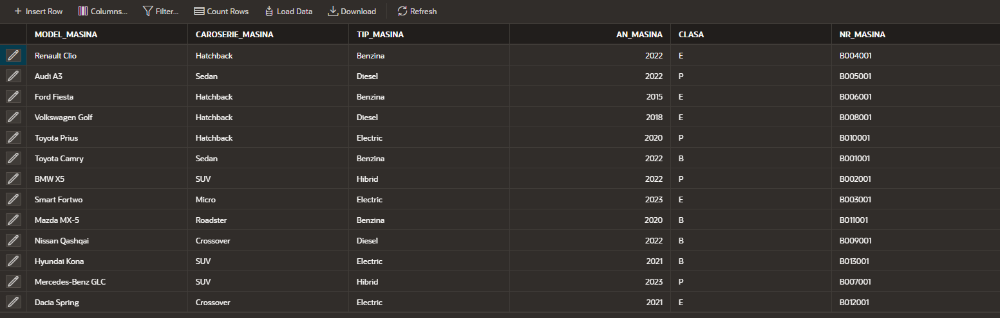 Insert Row Columns... Filter... Count Rows Load Data Download Refresh
MODEL_MASINA CAROSERIE_MASINA TIP_MASINA AN_MASINA CLASA NR_MASINA
Renault Clio Hatchback Benzina 2022 E B004001
Audi A3 Sedan Diesel 2022 P B005001
Ford Fiesta Hatchback Benzina 2015 E B006001
Volkswagen Golf Hatchback Diesel 2018 E B008001
Toyota Prius Hatchback Electric 2020 P B010001
Toyota Camry Sedan Benzina 2022 B B001001
BMW X5 SUV Hibrid 2022 P B002001
Smart Fortwo Micro Electric 2023 E B003001
Mazda MX-5 Roadster Benzina 2020 B B011001
Nissan Qashqai Crossover Diesel 2022 B B009001
Hyundai Kona SUV Electric 2021 B B013001
Mercedes-Benz GLC SUV Hibrid 2023 P B007001
Dacia Spring Crossover Electric 2021 E B012001